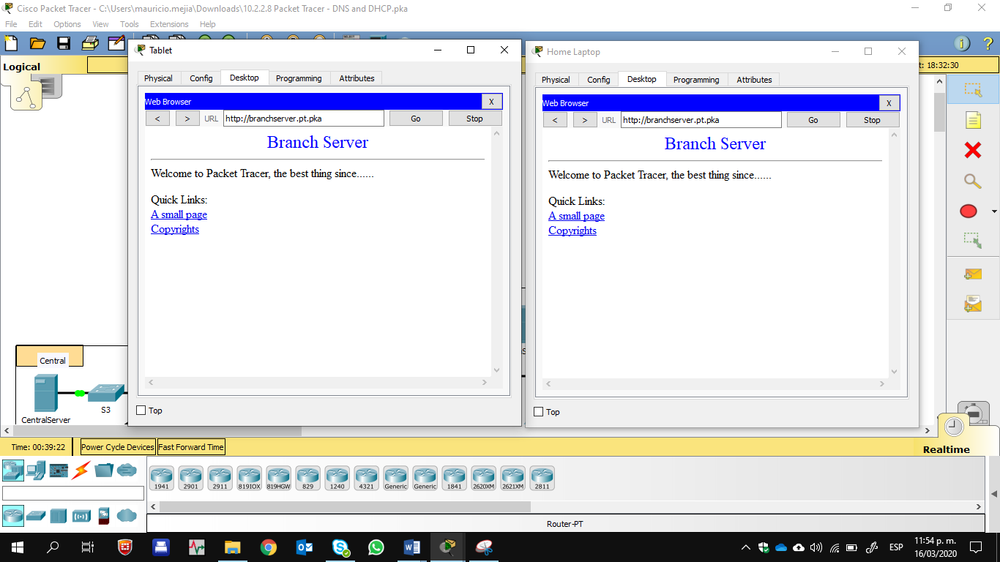 Cisco Packet Tracer - C:\Users\mauricio.mejia\Downloads\10.2.2.8 Packet Tracer - DNS and DHCP.pka
File Edit Options View Tools Extensions Help
Logical
t: 18:32:30
Tablet
Physical Config Desktop Programming Attributes
Web Browser X
< > URL http://branchserver.pt.pka Go Stop
Branch Server
Welcome to Packet Tracer, the best thing since......
Quick Links:
A small page
Copyrights
Top
Home Laptop
Physical Config Desktop Programming Attributes
Web Browser X
< > URL http://branchserver.pt.pka Go Stop
Branch Server
Welcome to Packet Tracer, the best thing since......
Quick Links:
A small page
Copyrights
Top
Central
S3
CentralServer
Time: 00:39:22 Power Cycle Devices Fast Forward Time
Realtime
1941 2901 2911 819IOX 819HGW 829 1240 4321 Generic Generic 1841 2620XM 2621XM 2811
Router-PT
ESP
11:54 p. m.
16/03/2020